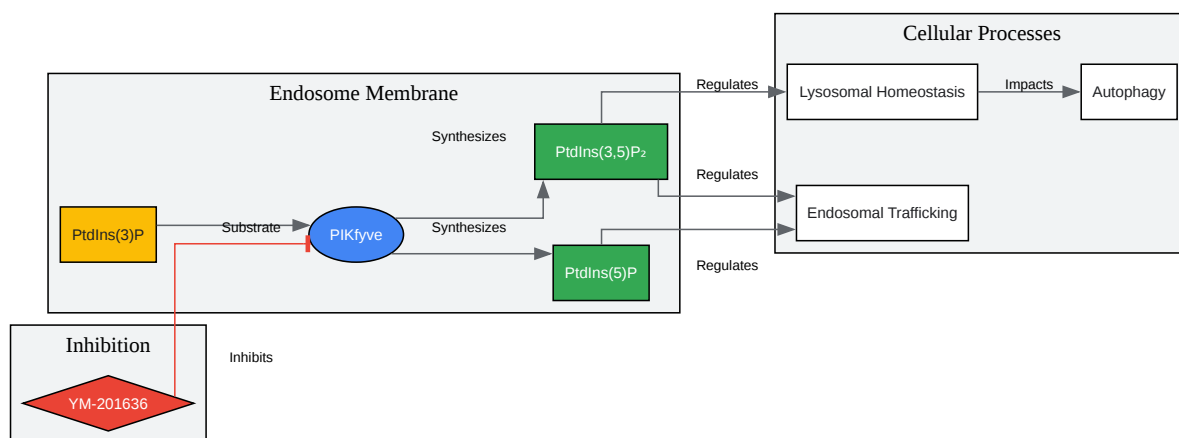 Cellular Processes
Endosome Membrane
Regulates
Lysosomal Homeostasis
Impacts
Autophagy
Synthesizes
PtdIns(3,5)P₂
Regulates
Endosomal Trafficking
PtdIns(3)P
Substrate
PIKfyve
Synthesizes
PtdIns(5)P
Regulates
Inhibition
Inhibits
YM-201636